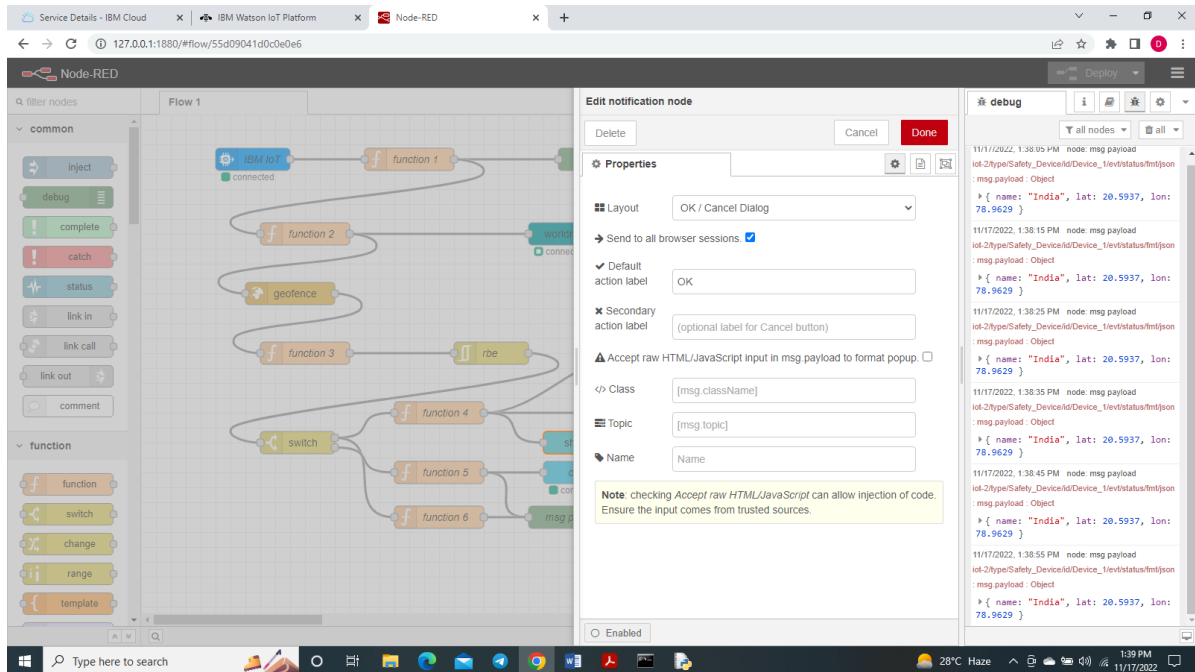 Service Details - IBM Cloud
IBM Watson IoT Platform
Node-RED
127.0.0.1:1880/#flow/55d09041d0c0e0e6
D
Node-RED
Deploy
filter nodes
common
inject
debug
complete
catch
status
link in
link call
link out
comment
function
function
switch
change
range
template
Flow 1
IBM IoT
connected
function 1
function 2
geofence
function 3
rbe
switch
function 4
function 5
function 6
msg p
Edit notification node
Delete
Cancel
Done
Properties
Layout
OK / Cancel Dialog
Send to all browser sessions.
Default
action label
OK
Secondary
action label
(optional label for Cancel button)
Accept raw HTML/JavaScript input in msg.payload to format popup.
</> Class
[msg.className]
Topic
[msg.topic]
Name
Name
Note: checking Accept raw HTML/JavaScript can allow injection of code.
Ensure the input comes from trusted sources.
Enabled
debug
all nodes
all
11/17/2022, 1:38:05 PM node: msg payload
iot-2/type/Safety_Device/id/Device_1/evt/status/fmt/json
: msg.payload : Object
{ name: "India", lat: 20.5937, lon:
78.9629 }
11/17/2022, 1:38:15 PM node: msg payload
iot-2/type/Safety_Device/id/Device_1/evt/status/fmt/json
: msg.payload : Object
{ name: "India", lat: 20.5937, lon:
78.9629 }
11/17/2022, 1:38:25 PM node: msg payload
iot-2/type/Safety_Device/id/Device_1/evt/status/fmt/json
: msg.payload : Object
{ name: "India", lat: 20.5937, lon:
78.9629 }
11/17/2022, 1:38:35 PM node: msg payload
iot-2/type/Safety_Device/id/Device_1/evt/status/fmt/json
: msg.payload : Object
{ name: "India", lat: 20.5937, lon:
78.9629 }
11/17/2022, 1:38:45 PM node: msg payload
iot-2/type/Safety_Device/id/Device_1/evt/status/fmt/json
: msg.payload : Object
{ name: "India", lat: 20.5937, lon:
78.9629 }
11/17/2022, 1:38:55 PM node: msg payload
iot-2/type/Safety_Device/id/Device_1/evt/status/fmt/json
: msg.payload : Object
{ name: "India", lat: 20.5937, lon:
78.9629 }
Type here to search
28°C Haze
1:39 PM
11/17/2022